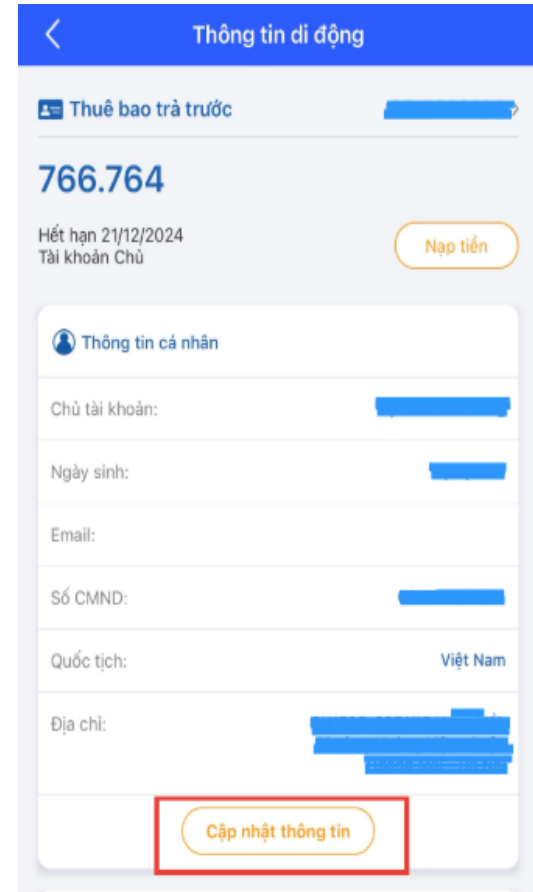 Thông tin di động
Thuê bao trả trước
766.764
Hết hạn 21/12/2024
Tài khoản Chủ
Nạp tiền
Thông tin cá nhân
Chủ tài khoản:
Ngày sinh:
Email:
Số CMND:
Quốc tịch:
Việt Nam
Địa chỉ:
Cập nhật thông tin